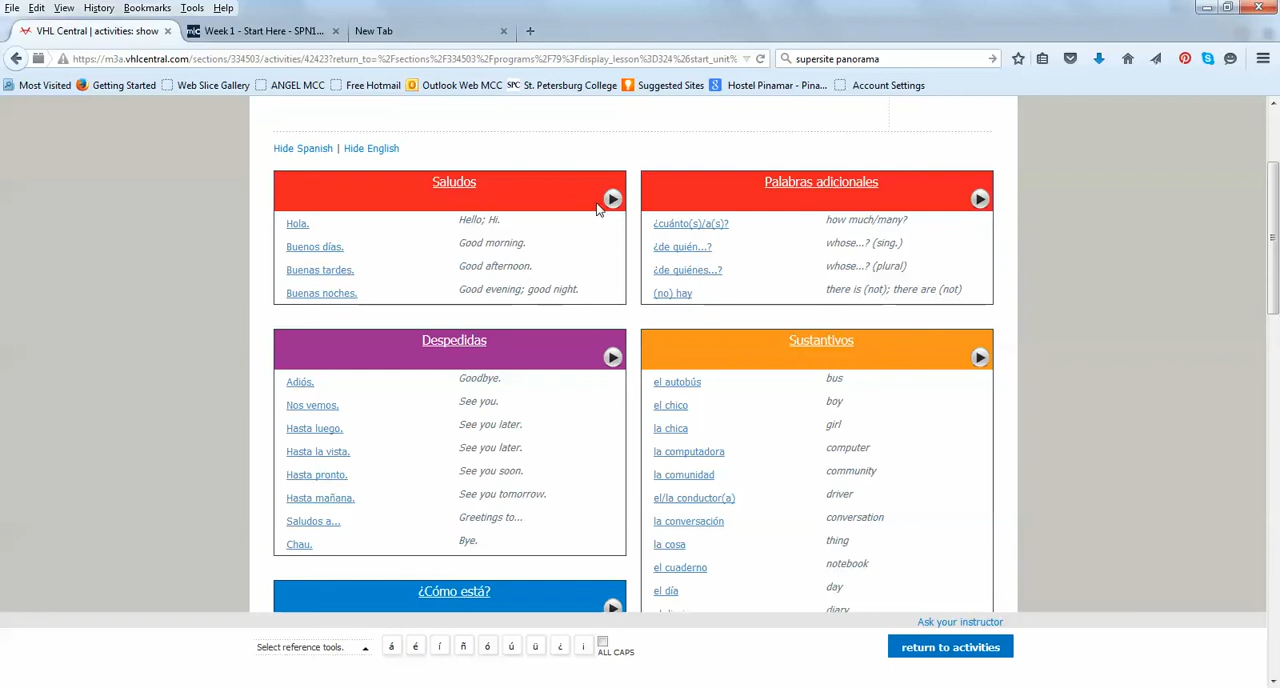 File Edit View History Bookmarks Tools Help
VHL Central | activities: show × Week 1 - Start Here - SPN1... × New Tab × +
https://m3a.vhlcentral.com/sections/334503/activities/42423?return_to=%2Fsections%2F334503%2Fprograms%2F79%3Fdisplay_lesson%3D324%26start_unit% supersite panorama
Most Visited Getting Started Web Slice Gallery ANGEL MCC Free Hotmail Outlook Web MCC SPC St. Petersburg College Suggested Sites Hostel Pinamar - Pina... Account Settings
Hide Spanish | Hide English
Saludos
Hola. Hello; Hi.
Buenos días. Good morning.
Buenas tardes. Good afternoon.
Buenas noches. Good evening; good night.
Palabras adicionales
¿cuánto(s)/a(s)? how much/many?
¿de quién...? whose...? (sing.)
¿de quiénes...? whose...? (plural)
(no) hay there is (not); there are (not)
Despedidas
Adiós. Goodbye.
Nos vemos. See you.
Hasta luego. See you later.
Hasta la vista. See you later.
Hasta pronto. See you soon.
Hasta mañana. See you tomorrow.
Saludos a... Greetings to...
Chau. Bye.
Sustantivos
el autobús bus
el chico boy
la chica girl
la computadora computer
la comunidad community
el/la conductor(a) driver
la conversación conversation
la cosa thing
el cuaderno notebook
el día day
diary
¿Cómo está?
Ask your instructor
Select reference tools. á é í ñ ó ú ü ¿ ¡ ALL CAPS return to activities